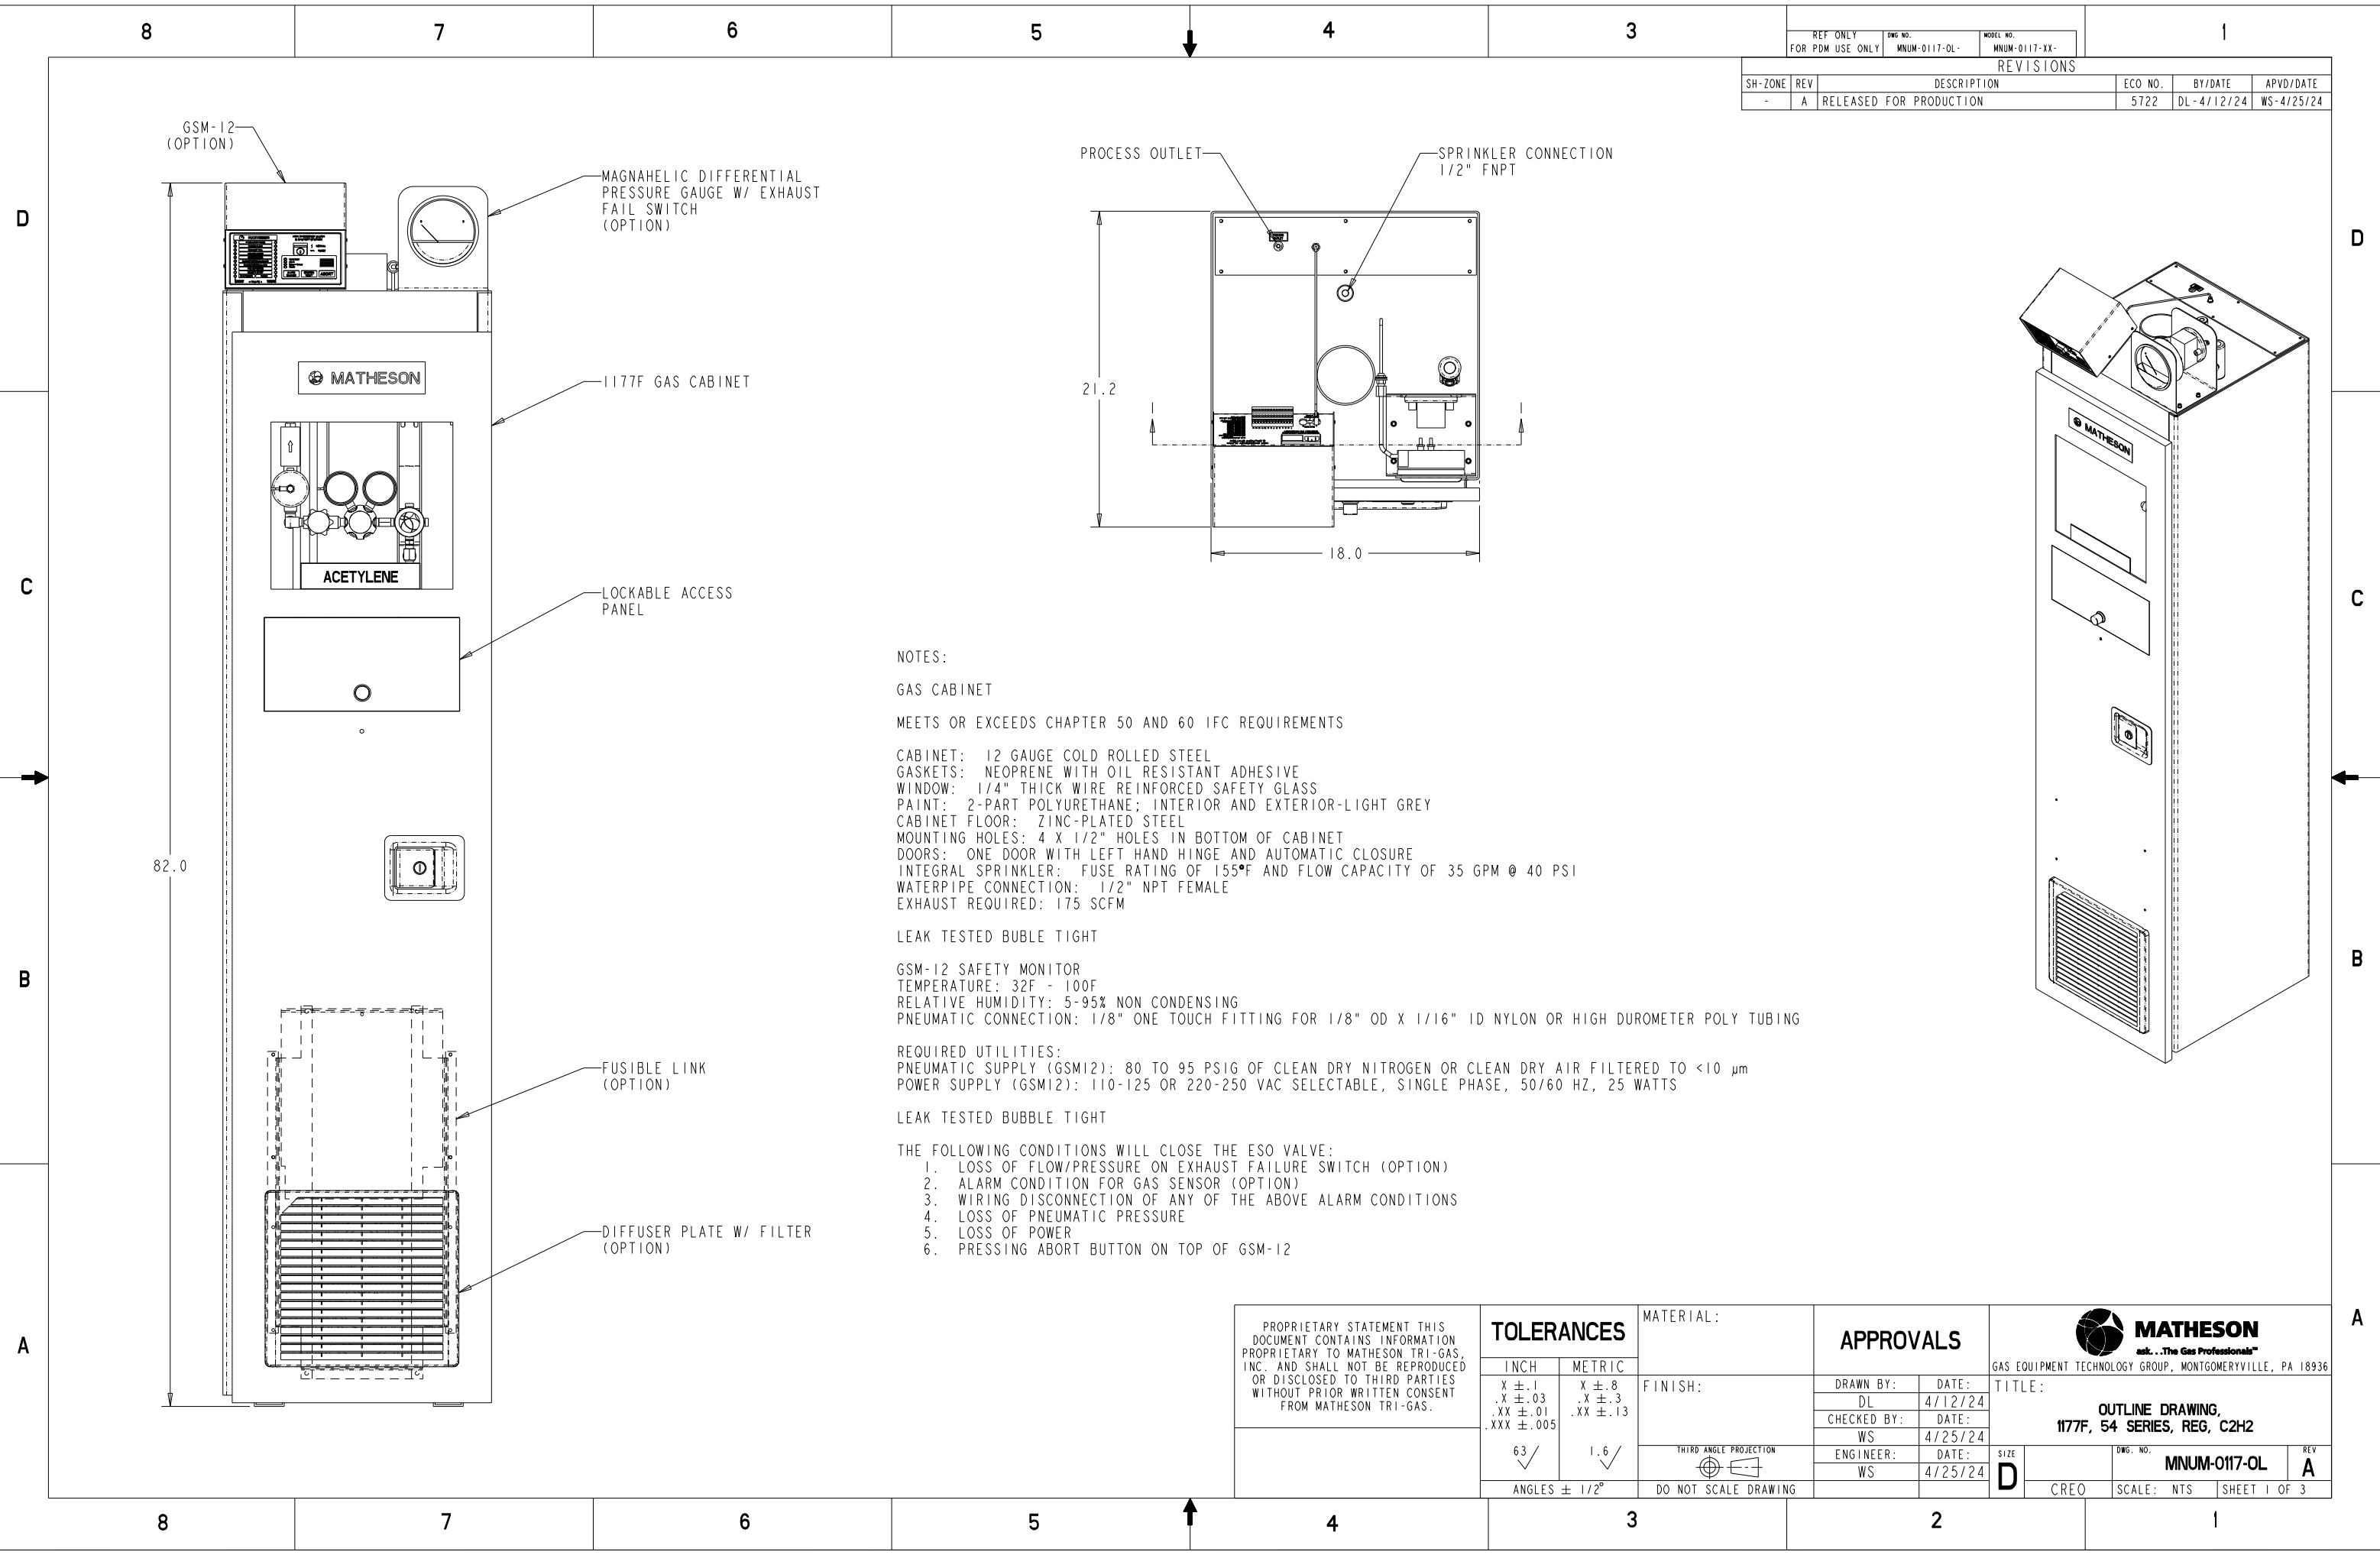 8 7 6 5 4 3 1
REF ONLY
FOR PDM USE ONLY
DWG NO.
MNUM-0117-OL-
MODEL NO.
MNUM-0117-XX-
REVISIONS
SH-ZONE REV DESCRIPTION ECO NO. BY/DATE APVD/DATE
- A RELEASED FOR PRODUCTION 5722 DL-4/12/24 WS-4/25/24
D
D
C
C
B
B
A
A
GSM-12
(OPTION)
MAGNAHELIC DIFFERENTIAL
PRESSURE GAUGE W/ EXHAUST
FAIL SWITCH
(OPTION)
ABORT
MATHESON
1177F GAS CABINET
ACETYLENE
LOCKABLE ACCESS
PANEL
82.0
FUSIBLE LINK
(OPTION)
DIFFUSER PLATE W/ FILTER
(OPTION)
PROCESS OUTLET
SPRINKLER CONNECTION
1/2" FNPT
21.2
18.0
MATHESON
NOTES:
GAS CABINET
MEETS OR EXCEEDS CHAPTER 50 AND 60 IFC REQUIREMENTS
CABINET: 12 GAUGE COLD ROLLED STEEL
GASKETS: NEOPRENE WITH OIL RESISTANT ADHESIVE
WINDOW: 1/4" THICK WIRE REINFORCED SAFETY GLASS
PAINT: 2-PART POLYURETHANE; INTERIOR AND EXTERIOR-LIGHT GREY
CABINET FLOOR: ZINC-PLATED STEEL
MOUNTING HOLES: 4 X 1/2" HOLES IN BOTTOM OF CABINET
DOORS: ONE DOOR WITH LEFT HAND HINGE AND AUTOMATIC CLOSURE
INTEGRAL SPRINKLER: FUSE RATING OF 155°F AND FLOW CAPACITY OF 35 GPM @ 40 PSI
WATERPIPE CONNECTION: 1/2" NPT FEMALE
EXHAUST REQUIRED: 175 SCFM
LEAK TESTED BUBLE TIGHT
GSM-12 SAFETY MONITOR
TEMPERATURE: 32F - 100F
RELATIVE HUMIDITY: 5-95% NON CONDENSING
PNEUMATIC CONNECTION: 1/8" ONE TOUCH FITTING FOR 1/8" OD X 1/16" ID NYLON OR HIGH DUROMETER POLY TUBING
REQUIRED UTILITIES:
PNEUMATIC SUPPLY (GSM12): 80 TO 95 PSIG OF CLEAN DRY NITROGEN OR CLEAN DRY AIR FILTERED TO <10 µm
POWER SUPPLY (GSM12): 110-125 OR 220-250 VAC SELECTABLE, SINGLE PHASE, 50/60 HZ, 25 WATTS
LEAK TESTED BUBBLE TIGHT
THE FOLLOWING CONDITIONS WILL CLOSE THE ESO VALVE:
1. LOSS OF FLOW/PRESSURE ON EXHAUST FAILURE SWITCH (OPTION)
2. ALARM CONDITION FOR GAS SENSOR (OPTION)
3. WIRING DISCONNECTION OF ANY OF THE ABOVE ALARM CONDITIONS
4. LOSS OF PNEUMATIC PRESSURE
5. LOSS OF POWER
6. PRESSING ABORT BUTTON ON TOP OF GSM-12
PROPRIETARY STATEMENT THIS
DOCUMENT CONTAINS INFORMATION
PROPRIETARY TO MATHESON TRI-GAS,
INC. AND SHALL NOT BE REPRODUCED
OR DISCLOSED TO THIRD PARTIES
WITHOUT PRIOR WRITTEN CONSENT
FROM MATHESON TRI-GAS.
TOLERANCES
INCH METRIC
X ±.1 X ±.8
.X ±.03 .X ±.3
.XX ±.01 .XX ±.13
.XXX ±.005
63 1.6
ANGLES ± 1/2°
MATERIAL:
FINISH:
THIRD ANGLE PROJECTION
DO NOT SCALE DRAWING
APPROVALS
DRAWN BY: DATE:
DL 4/12/24
CHECKED BY: DATE:
WS 4/25/24
ENGINEER: DATE:
WS 4/25/24
MATHESON
ask. . .The Gas Professionals™
GAS EQUIPMENT TECHNOLOGY GROUP, MONTGOMERYVILLE, PA 18936
TITLE:
OUTLINE DRAWING,
1177F, 54 SERIES, REG, C2H2
SIZE
D
DWG. NO.
MNUM-0117-OL
REV
A
CREO
SCALE: NTS
SHEET 1 OF 3
8 7 6 5 4 3 2 1